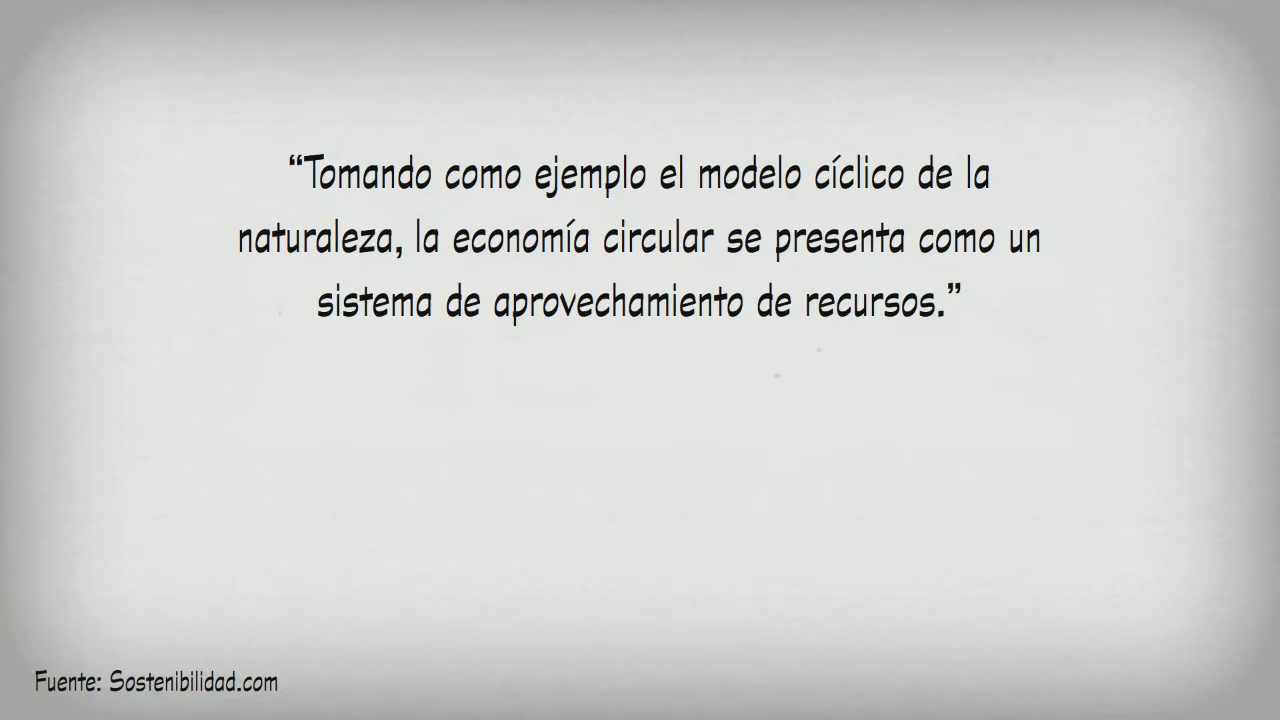 “Tomando como ejemplo el modelo cíclico de la
naturaleza, la economía circular se presenta como un
sistema de aprovechamiento de recursos.”
Fuente: Sostenibilidad.com